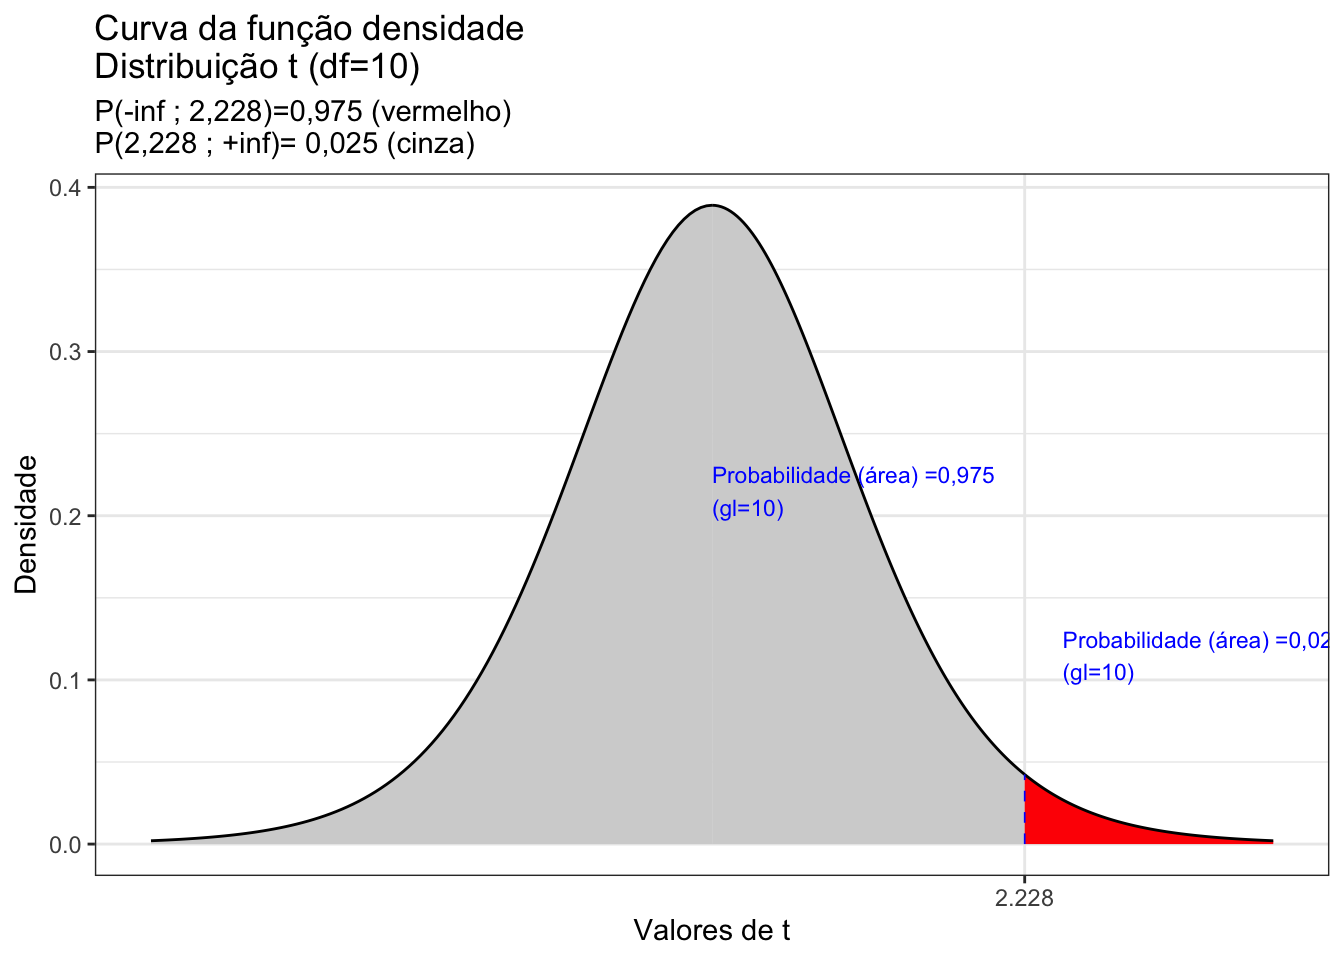 Curva da função densidade
Distribuição t (df=10)
P(-inf ; 2,228)=0,975 (vermelho)
P(2,228 ; +inf)= 0,025 (cinza)
0.4
0.3
0.2
0.1
0.0
Densidade
Probabilidade (área) =0,975
(gl=10)
Probabilidade (área) =0,02
(gl=10)
2.228
Valores de t